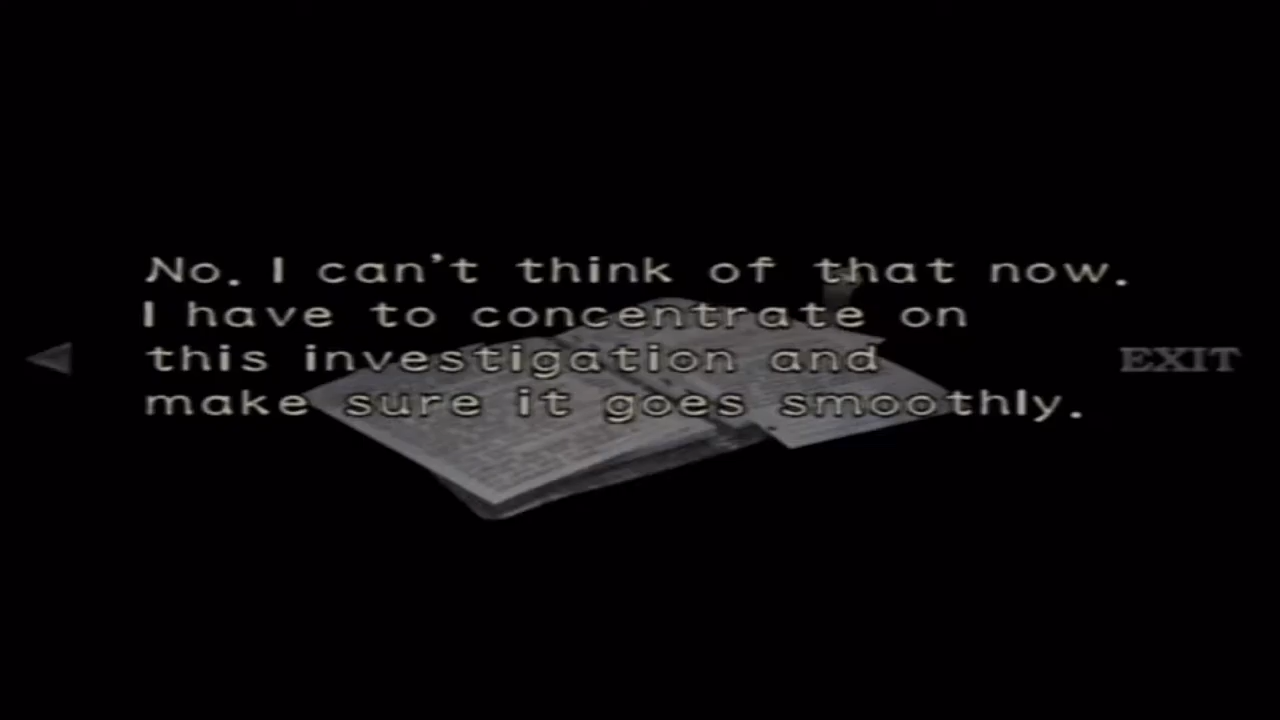 No. I can't think of that now.
I have to concentrate on
this investigation and
make sure it goes smoothly.
EXIT